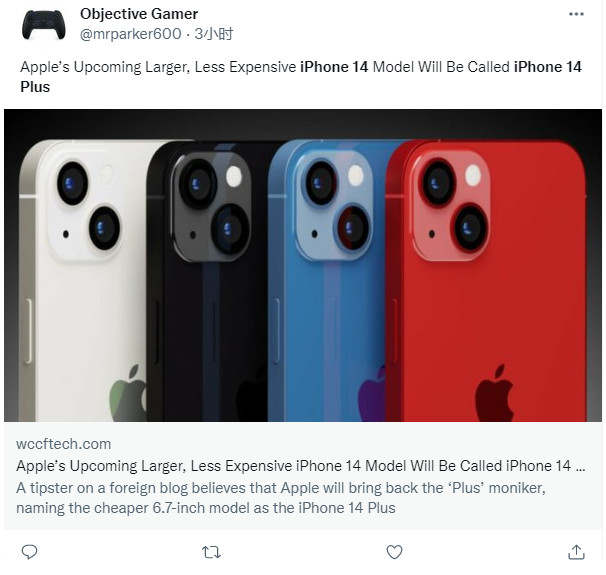 Objective Gamer
@mrparker600 · 3小时
Apple’s Upcoming Larger, Less Expensive iPhone 14 Model Will Be Called iPhone 14
Plus
wccftech.com
Apple’s Upcoming Larger, Less Expensive iPhone 14 Model Will Be Called iPhone 14 ...
A tipster on a foreign blog believes that Apple will bring back the ‘Plus’ moniker,
naming the cheaper 6.7-inch model as the iPhone 14 Plus